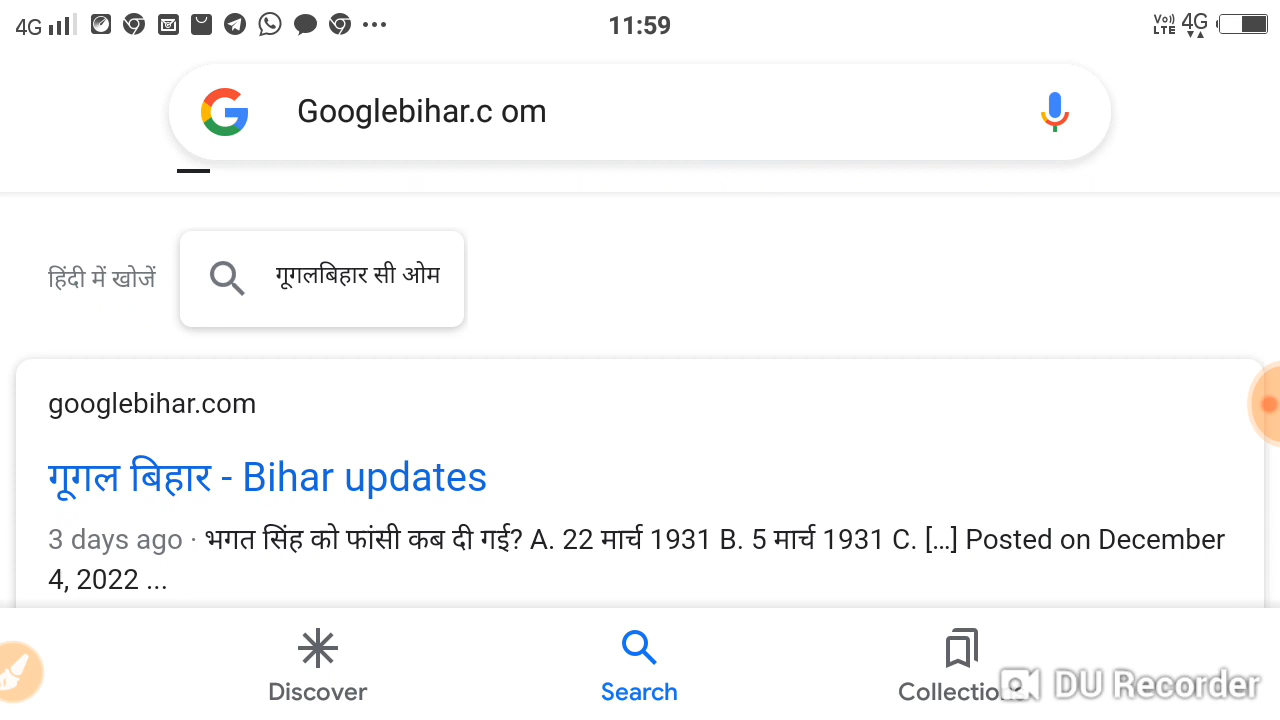 4G 11:59 Vo)) LTE 4G
Googlebihar.c om
हिंदी में खोजें गूगलबिहार सी ओम
googlebihar.com
गूगल बिहार - Bihar updates
3 days ago · भगत सिंह को फांसी कब दी गई? A. 22 मार्च 1931 B. 5 मार्च 1931 C. [...] Posted on December
4, 2022 ...
Discover Search Collections
DU Recorder